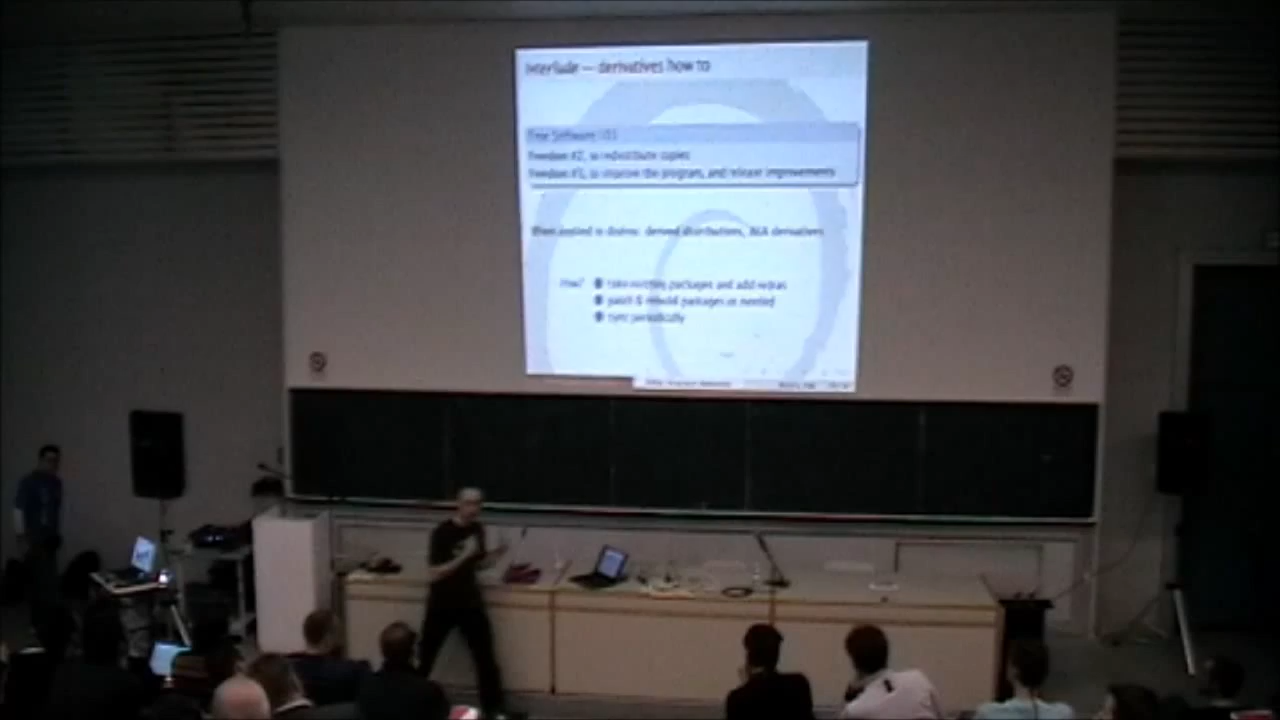 Interlude — derivatives how to
Free Software
Freedom #2, to redistribute copies
Freedom #3, to improve the program, and release improvements
When applied to distros: derived distributions, AKA derivatives
How?
take existing packages and add extras
patch & rebuild packages as needed
sync periodically